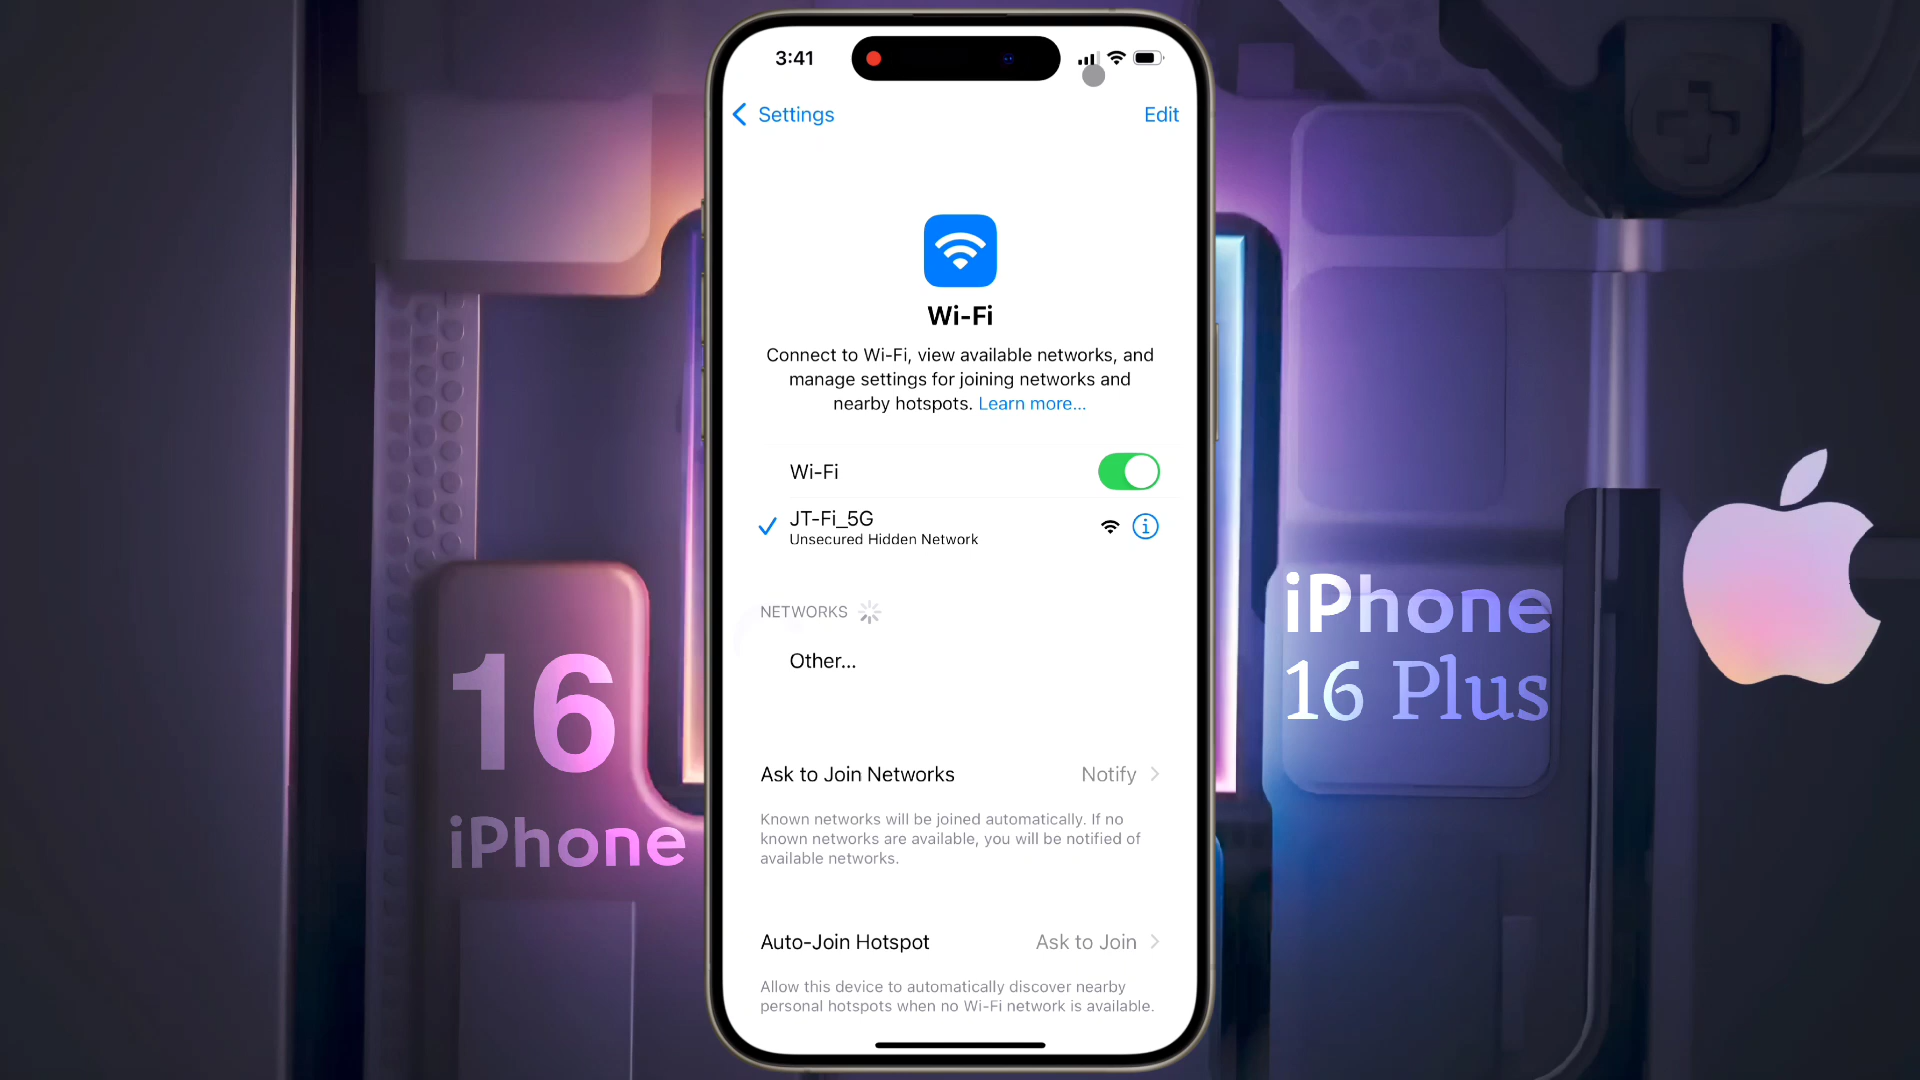 3:41
Settings
Edit
Wi-Fi
Connect to Wi-Fi, view available networks, and
manage settings for joining networks and
nearby hotspots. Learn more...
Wi-Fi
JT-Fi_5G
Unsecured Hidden Network
NETWORKS
Other...
Ask to Join Networks
Notify
Known networks will be joined automatically. If no
known networks are available, you will be notified of
available networks.
Auto-Join Hotspot
Ask to Join
Allow this device to automatically discover nearby
personal hotspots when no Wi-Fi network is available.
16
iPhone
iPhone
16 Plus